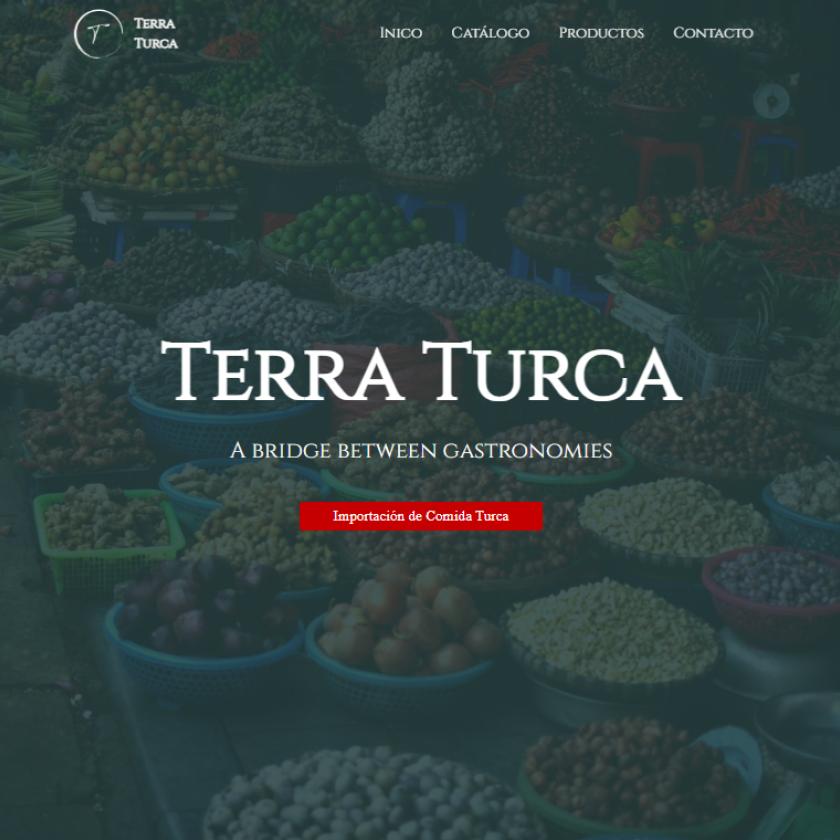 Terra
Turca
Inico
Catálogo
Productos
Contacto
T
Terra Turca
A bridge between gastronomies
Importación de Comida Turca